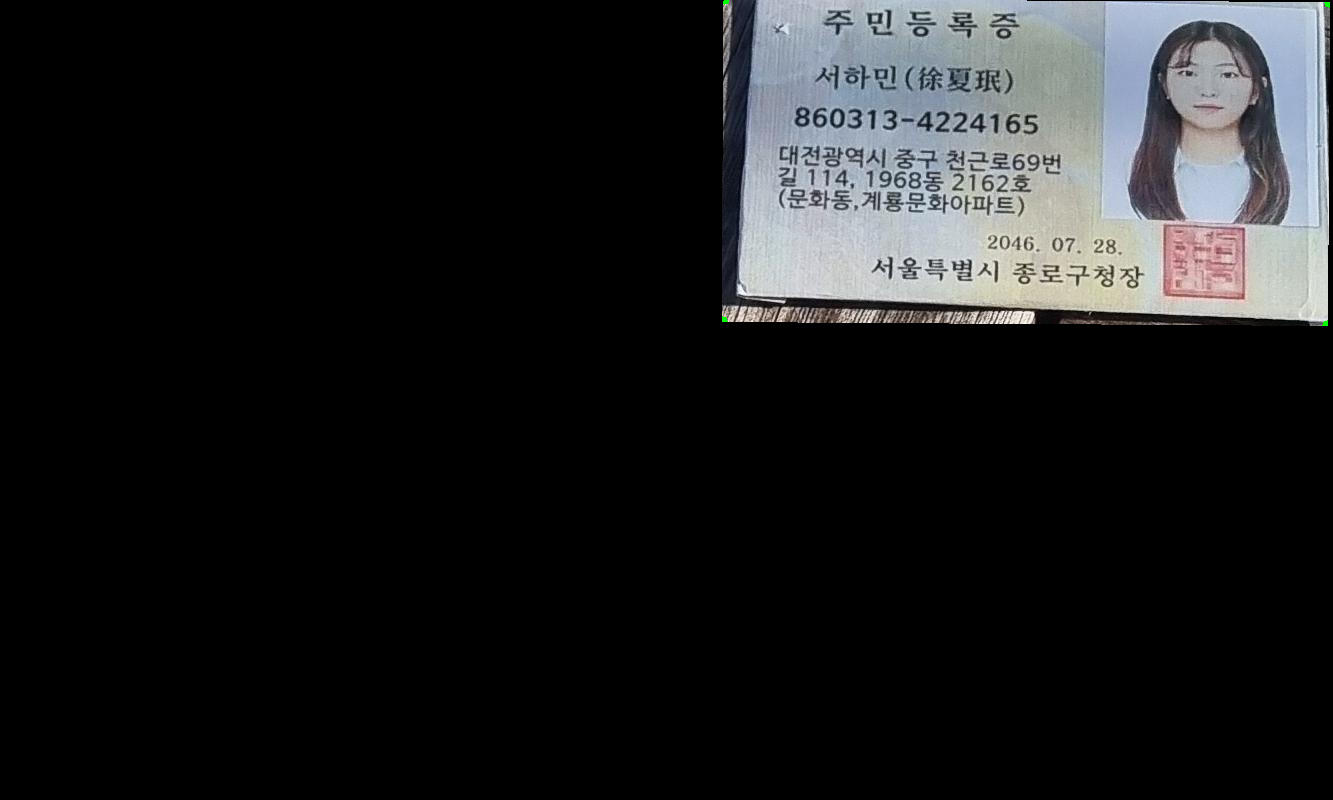 주민등록증
서하민(徐夏珉)
860313-4224165
대전광역시 중구 천근로69번
길 114, 1968동 2162호
(문화동,계룡문화아파트)
2046. 07. 28.
서울특별시 종로구청장